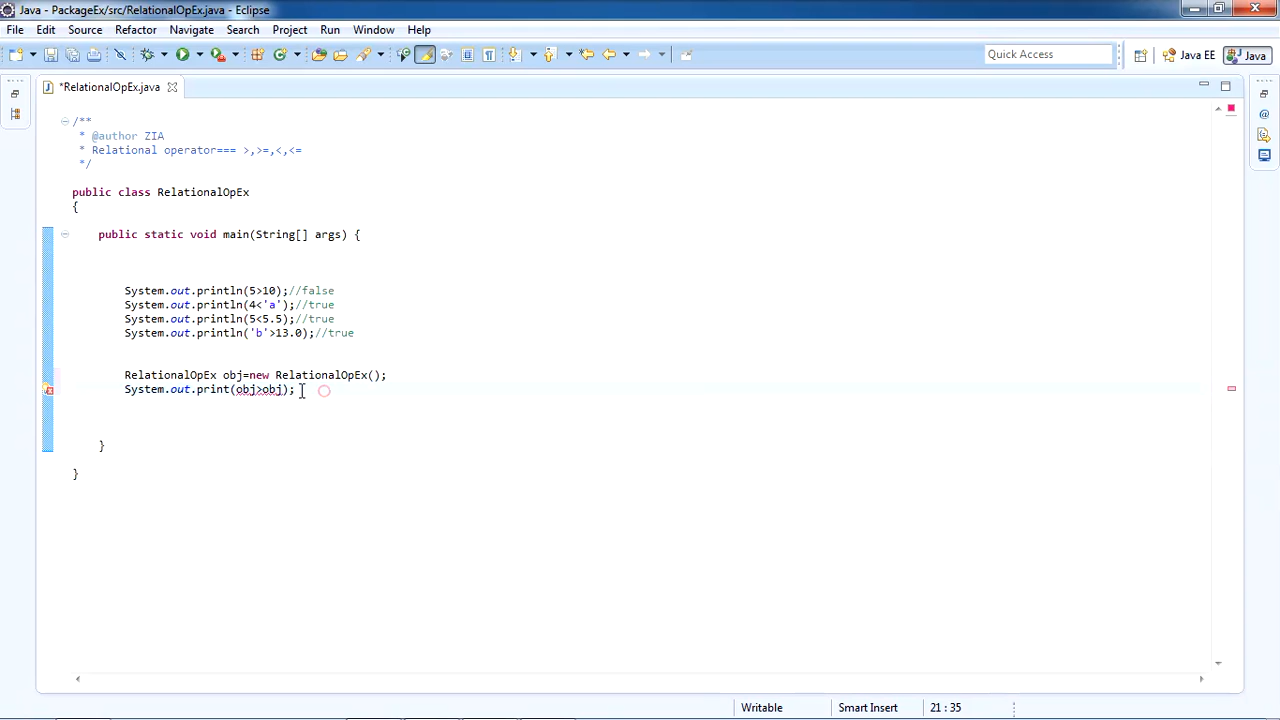 Java - PackageEx/src/RelationalOpEx.java - Eclipse
File Edit Source Refactor Navigate Search Project Run Window Help
Quick Access Java EE Java
*RelationalOpEx.java
/**
* @author ZIA
* Relational operator=== >,>=,<,<=
*/
public class RelationalOpEx
{
public static void main(String[] args) {
System.out.println(5>10);//false
System.out.println(4<'a');//true
System.out.println(5<5.5);//true
System.out.println('b'>13.0);//true
RelationalOpEx obj=new RelationalOpEx();
System.out.print(obj>obj);
}
}
Writable Smart Insert 21 : 35